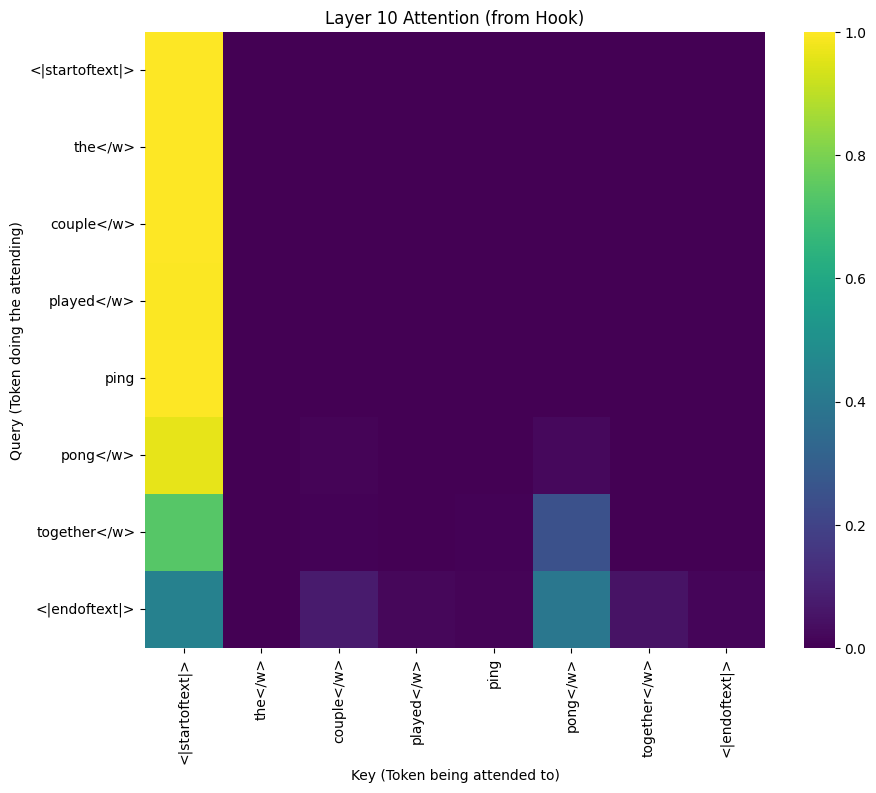 Layer 10 Attention (from Hook)
Query (Token doing the attending)
<|startoftext|>
the</w>
couple</w>
played</w>
ping
pong</w>
together</w>
<|endoftext|>
1.0
0.8
0.6
0.4
0.2
0.0
<|startoftext|>
the</w>
couple</w>
played</w>
ping
pong</w>
together</w>
<|endoftext|>
Key (Token being attended to)